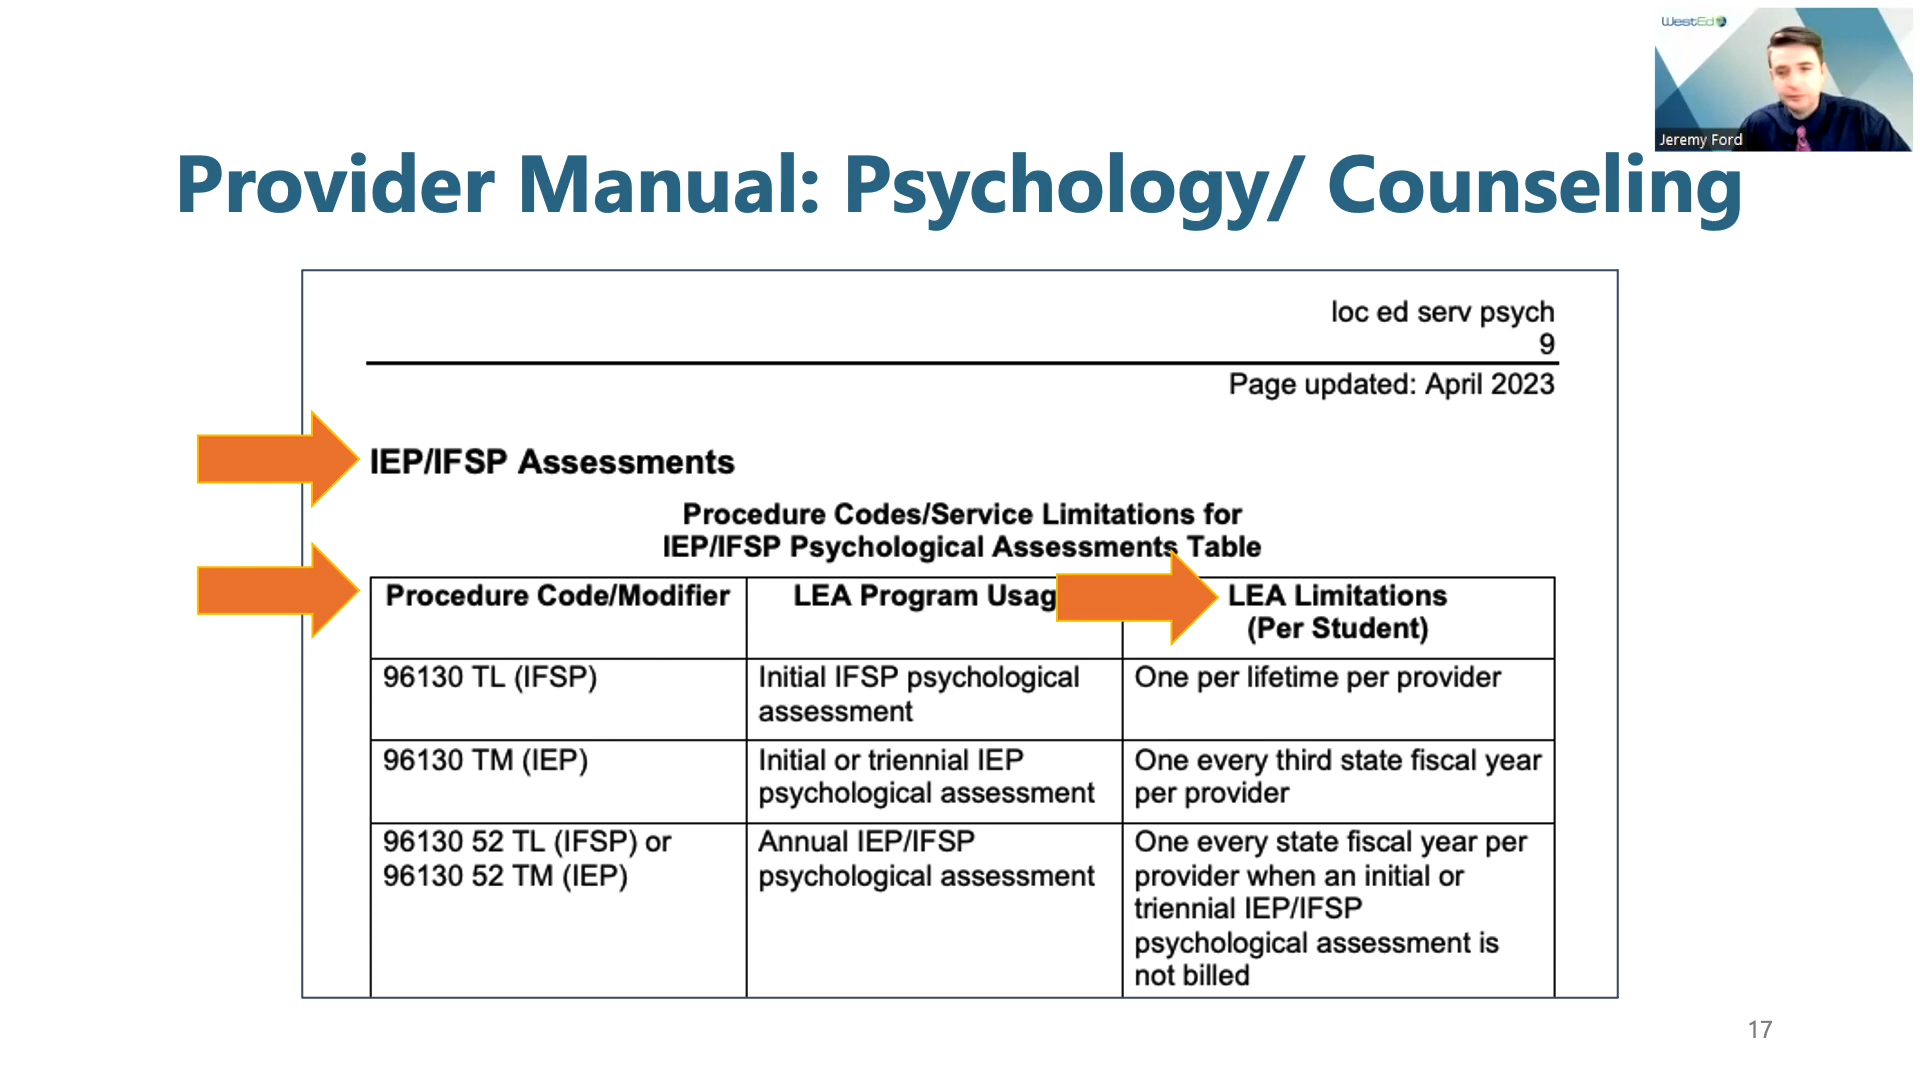 WestEd
Jeremy Ford
Provider Manual: Psychology/ Counseling
loc ed serv psych
9
Page updated: April 2023
IEP/IFSP Assessments
Procedure Codes/Service Limitations for
IEP/IFSP Psychological Assessments Table
Procedure Code/Modifier
LEA Program Usag
LEA Limitations
(Per Student)
96130 TL (IFSP)
Initial IFSP psychological
assessment
One per lifetime per provider
96130 TM (IEP)
Initial or triennial IEP
psychological assessment
One every third state fiscal year
per provider
96130 52 TL (IFSP) or
96130 52 TM (IEP)
Annual IEP/IFSP
psychological assessment
One every state fiscal year per
provider when an initial or
triennial IEP/IFSP
psychological assessment is
not billed
17